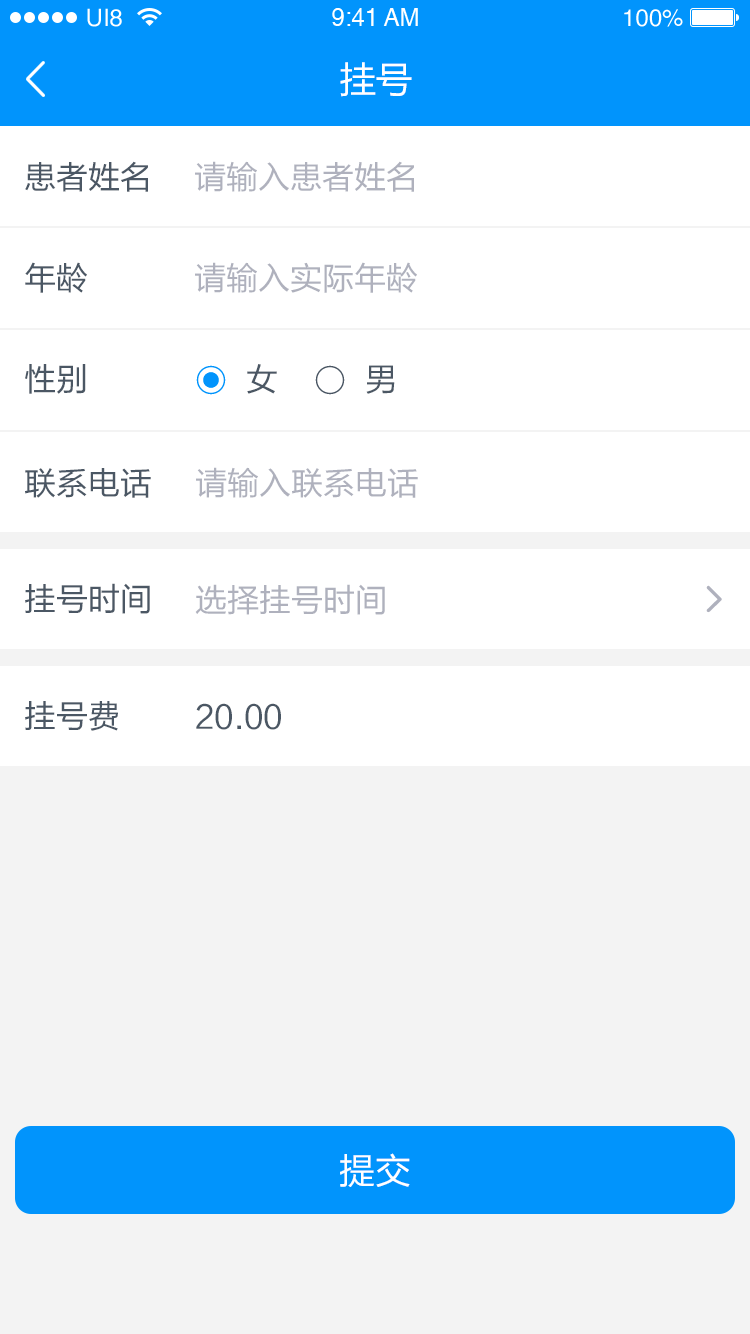 UI8 9:41 AM 100%
挂号
患者姓名 请输入患者姓名
年龄 请输入实际年龄
性别 女 男
联系电话 请输入联系电话
挂号时间 选择挂号时间
挂号费 20.00
提交